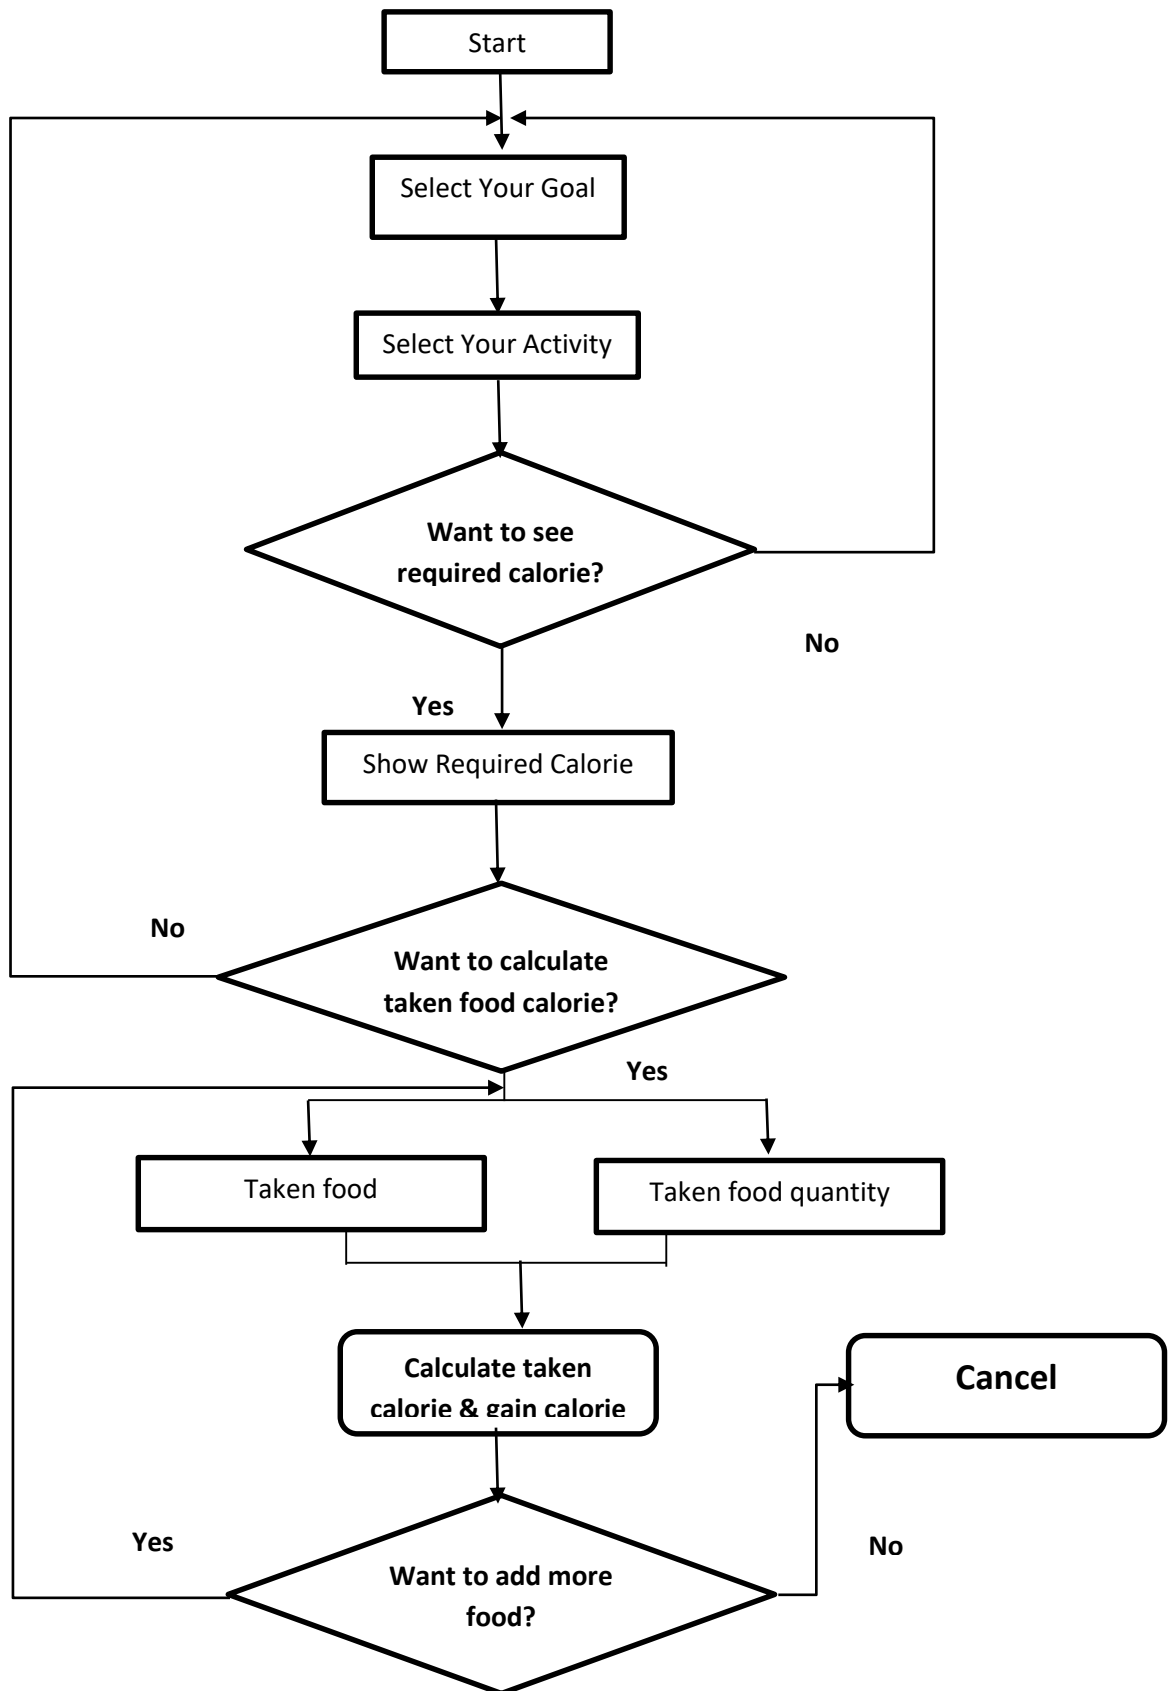 Start
Select Your Goal
Select Your Activity
Want to see
required calorie?
No
Yes
Show Required Calorie
No
Want to calculate
taken food calorie?
Yes
Taken food
Taken food quantity
Calculate taken
calorie & gain calorie
Cancel
Yes
No
Want to add more
food?